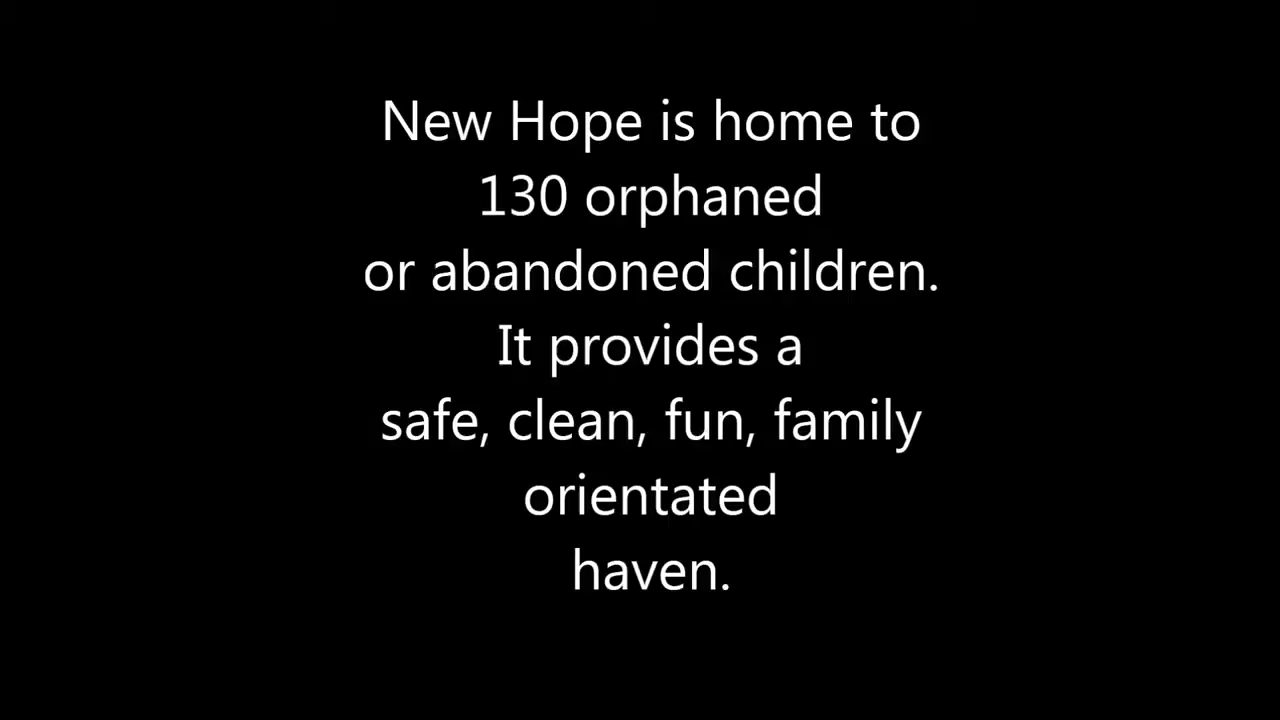 New Hope is home to
130 orphaned
or abandoned children.
It provides a
safe, clean, fun, family
orientated
haven.